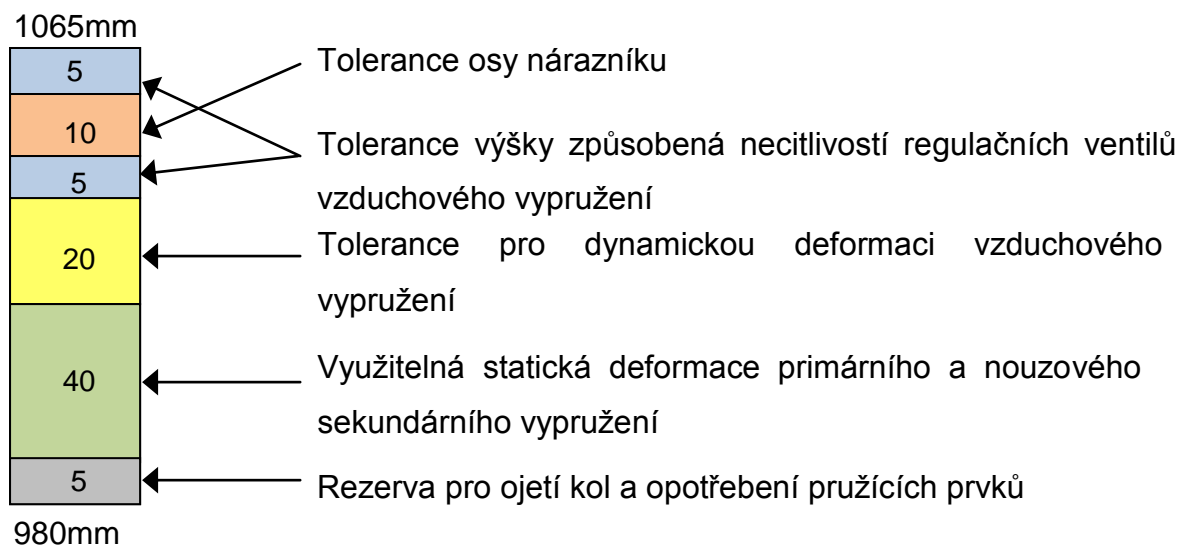 1065mm
5
Tolerance osy nárazníku
10
Tolerance výšky způsobená necitlivostí regulačních ventilů
vzduchového vypružení
5
Tolerance pro dynamickou deformaci vzduchového
vypružení
20
Využitelná statická deformace primárního a nouzového
sekundárního vypružení
40
Rezerva pro ojetí kol a opotřebení pružících prvků
5
980mm